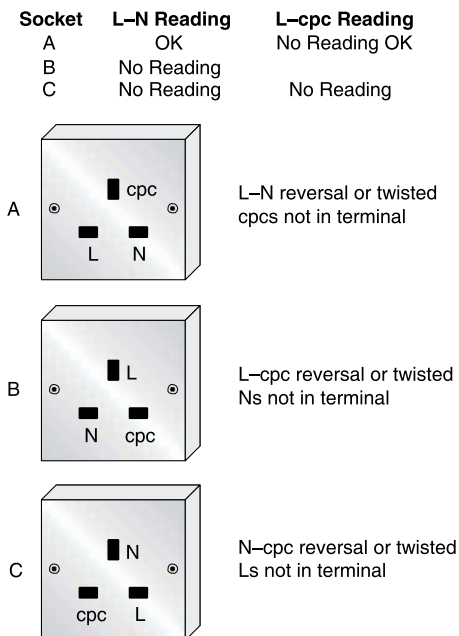 Socket L–N Reading L–cpc Reading
A OK No Reading OK
B No Reading
C No Reading No Reading
A
cpc
L N
L–N reversal or twisted
cpcs not in terminal
B
L
N cpc
L–cpc reversal or twisted
Ns not in terminal
C
N
cpc L
N–cpc reversal or twisted
Ls not in terminal